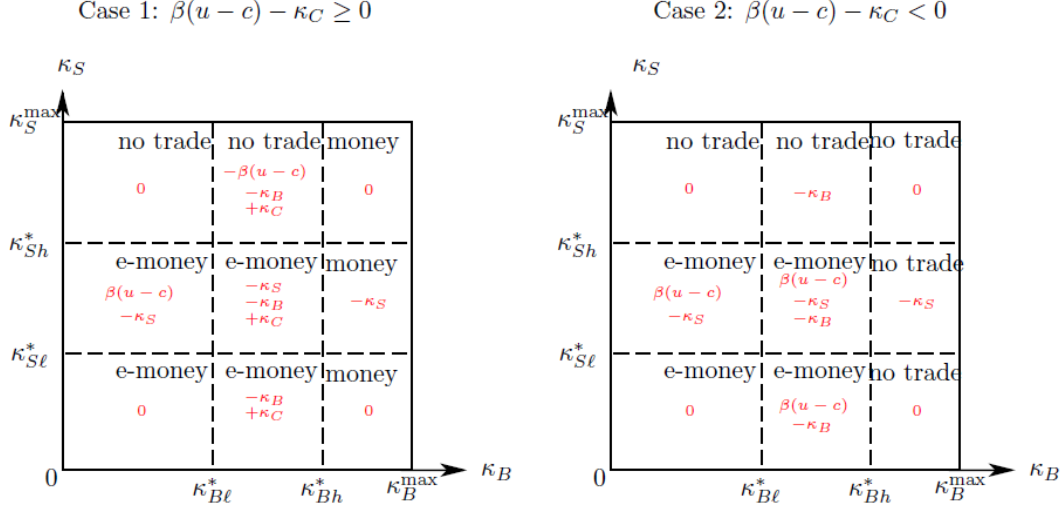 Case 1: β(u − c) − κ_C ≥ 0
κ_S
κ_S^max
no trade no trade money
0
−β(u − c)
−κ_B
+κ_C
0
κ*_Sh
e-money e-money money
β(u − c)
−κ_S
−κ_S
−κ_B
+κ_C
−κ_S
κ*_Sℓ
e-money e-money money
0
−κ_B
+κ_C
0
0
κ*_Bℓ
κ*_Bh
κ_B^max
κ_B
Case 2: β(u − c) − κ_C < 0
κ_S
κ_S^max
no trade no trade no trade
0
−κ_B
0
κ*_Sh
e-money e-money no trade
β(u − c)
−κ_S
β(u − c)
−κ_S
−κ_B
−κ_S
κ*_Sℓ
e-money e-money no trade
0
β(u − c)
−κ_B
0
0
κ*_Bℓ
κ*_Bh
κ_B^max
κ_B